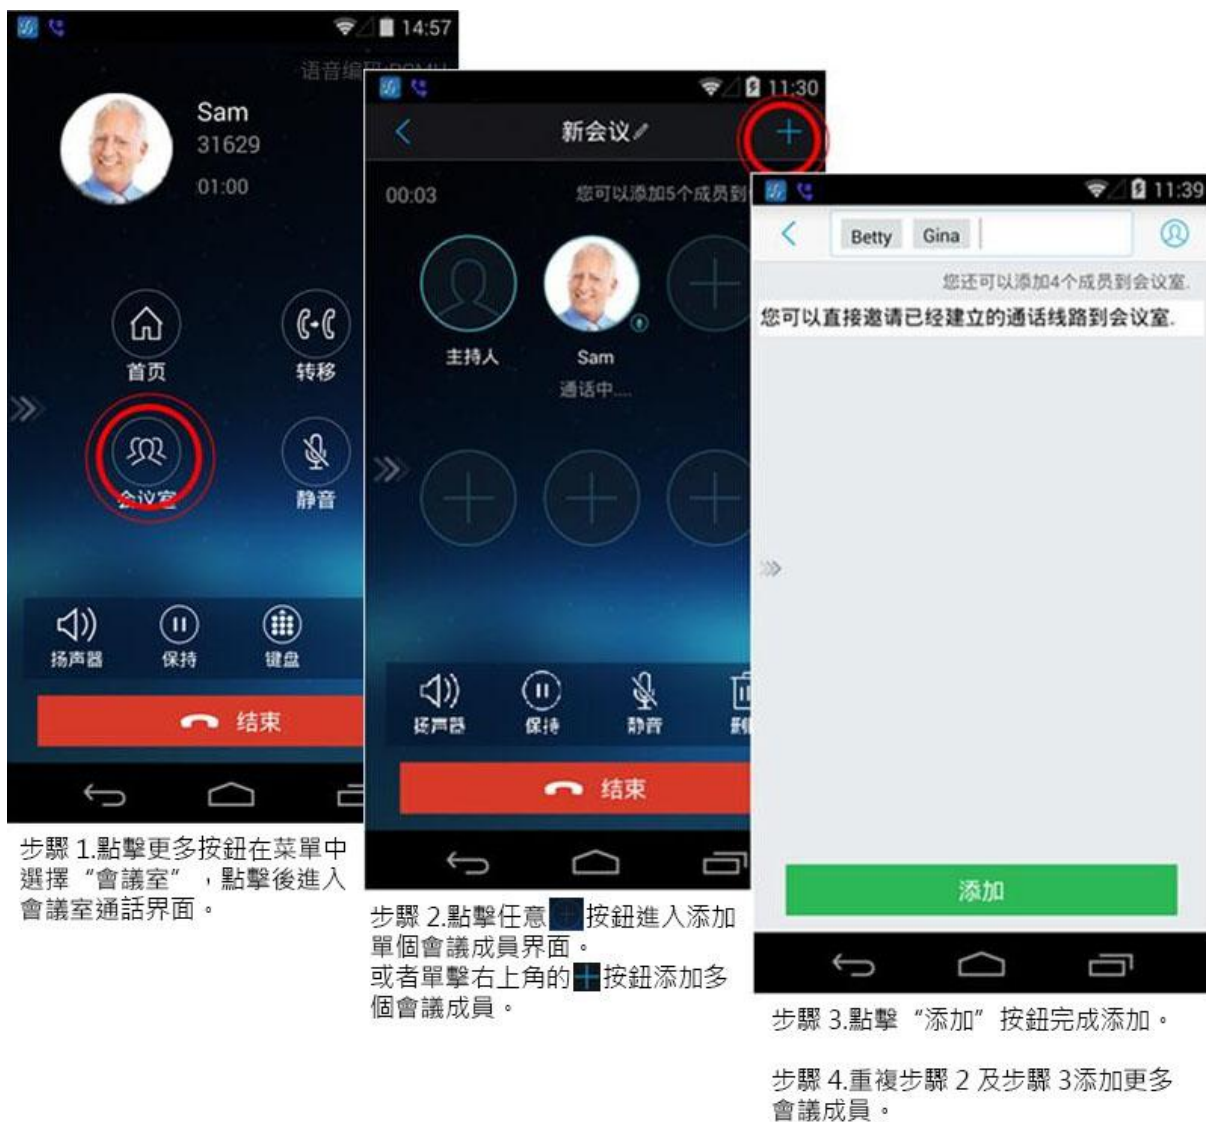 14:57
语音编码:PCMU
Sam
31629
01:00
首页
转移
会议室
静音
扬声器
保持
键盘
结束
步驟 1.點擊更多按鈕在菜單中
選擇“會議室”，點擊後進入
會議室通話界面。
11:30
新会议
00:03
您可以添加5个成员到
主持人
Sam
通话中....
扬声器
保持
静音
结束
步驟 2.點擊任意 按鈕進入添加
單個會議成員界面。
或者單擊右上角的 + 按鈕添加多
個會議成員。
11:39
Betty Gina
您还可以添加4个成员到会议室.
您可以直接邀请已经建立的通话线路到会议室.
添加
步驟 3.點擊“添加”按鈕完成添加。
步驟 4.重複步驟 2 及步驟 3添加更多
會議成員。